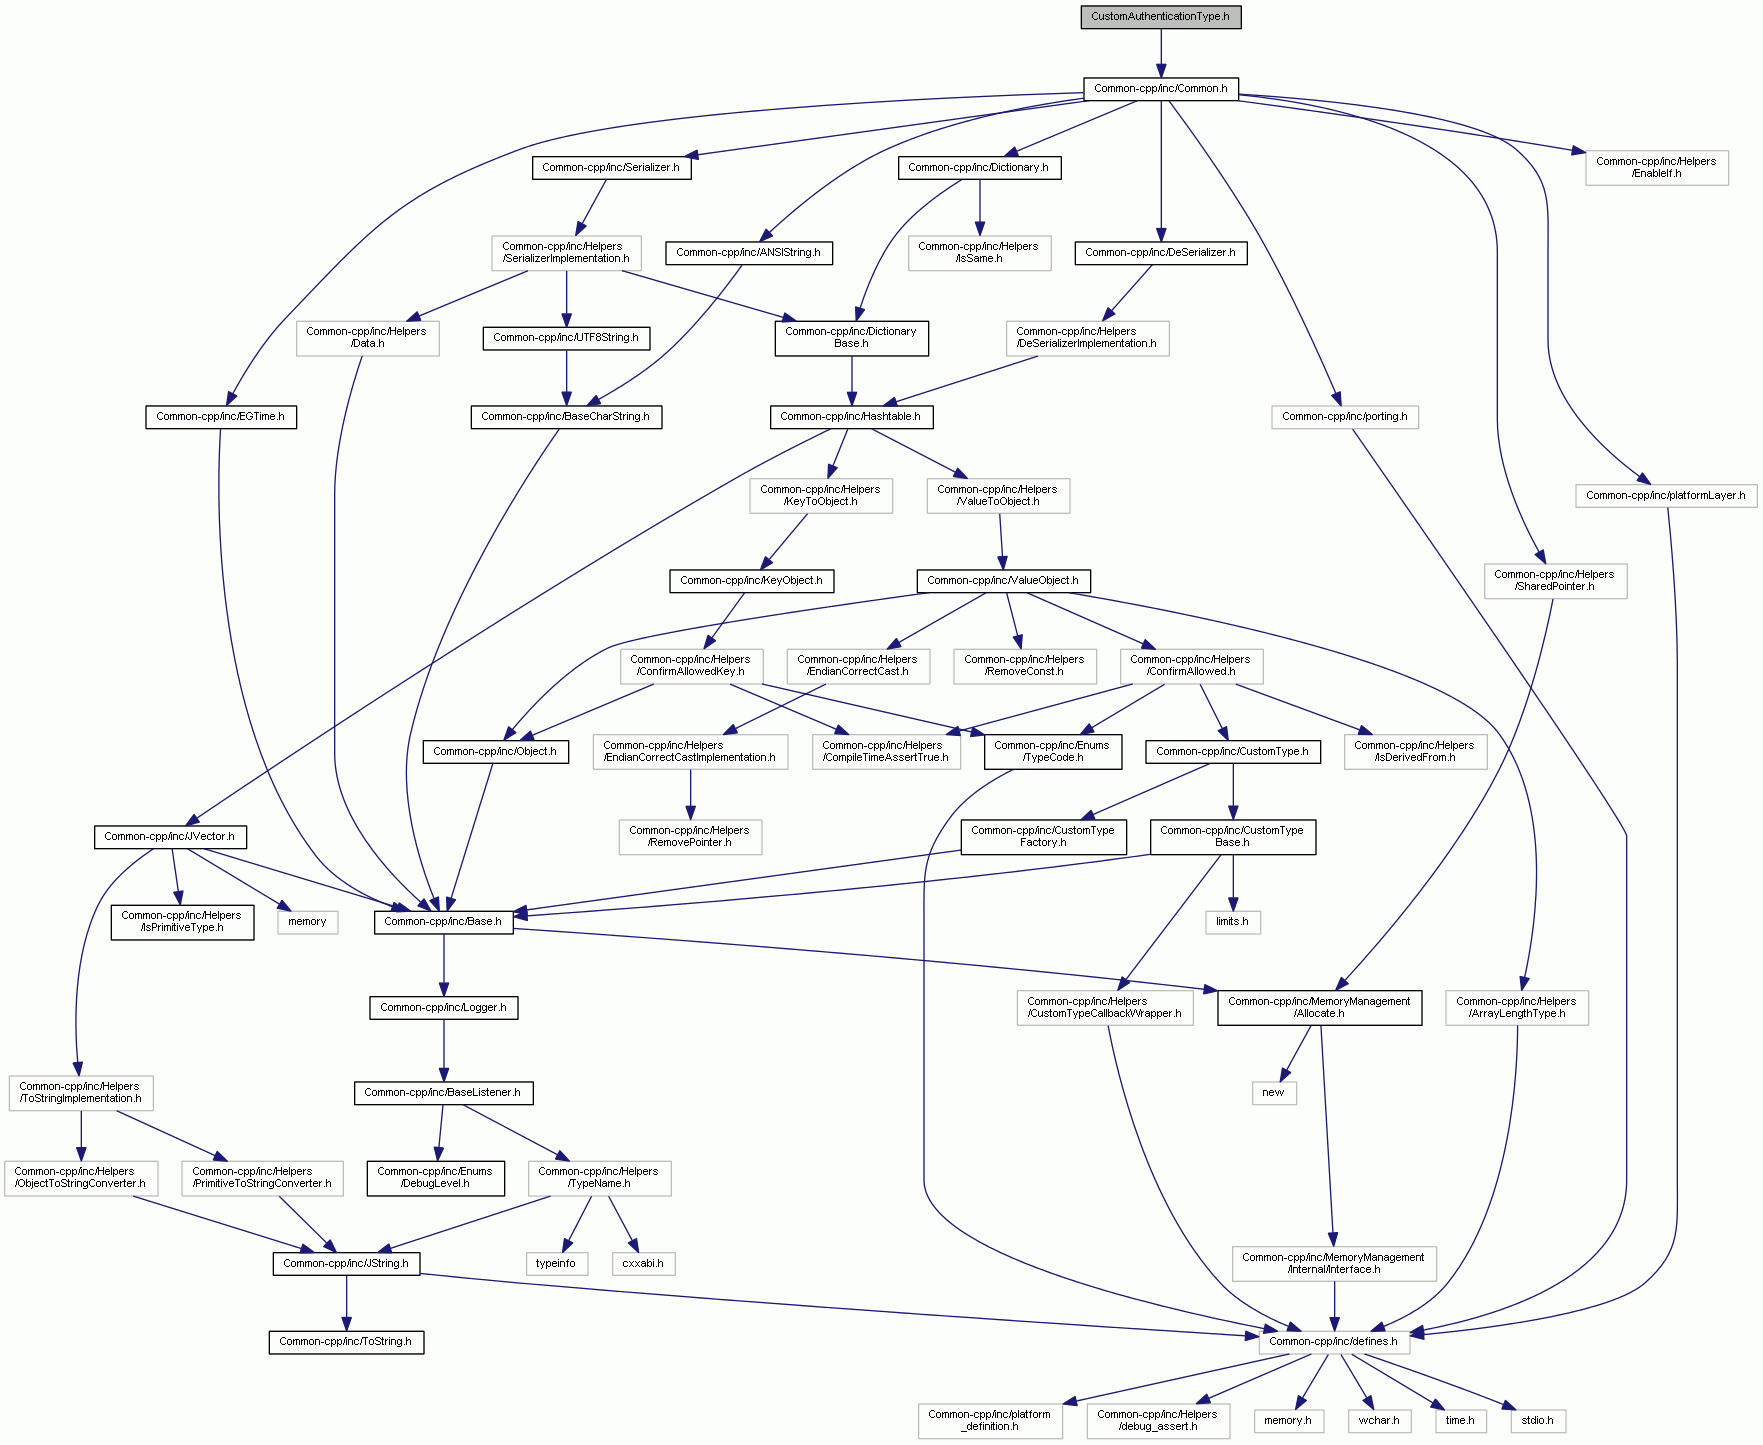 CustomAuthenticationType.h
Common-cpp/inc/Common.h
Common-cpp/inc/Serializer.h
Common-cpp/inc/Dictionary.h
Common-cpp/inc/Helpers
/EnableIf.h
Common-cpp/inc/Helpers
/SerializerImplementation.h
Common-cpp/inc/ANSIString.h
Common-cpp/inc/Helpers
/IsSame.h
Common-cpp/inc/DeSerializer.h
Common-cpp/inc/Helpers
/Data.h
Common-cpp/inc/UTF8String.h
Common-cpp/inc/Dictionary
Base.h
Common-cpp/inc/Helpers
/DeSerializerImplementation.h
Common-cpp/inc/EGTime.h
Common-cpp/inc/BaseCharString.h
Common-cpp/inc/Hashtable.h
Common-cpp/inc/porting.h
Common-cpp/inc/Helpers
/KeyToObject.h
Common-cpp/inc/Helpers
/ValueToObject.h
Common-cpp/inc/platformLayer.h
Common-cpp/inc/KeyObject.h
Common-cpp/inc/ValueObject.h
Common-cpp/inc/Helpers
/SharedPointer.h
Common-cpp/inc/Helpers
/ConfirmAllowedKey.h
Common-cpp/inc/Helpers
/EndianCorrectCast.h
Common-cpp/inc/Helpers
/RemoveConst.h
Common-cpp/inc/Helpers
/ConfirmAllowed.h
Common-cpp/inc/Object.h
Common-cpp/inc/Helpers
/EndianCorrectCastImplementation.h
Common-cpp/inc/Helpers
/CompileTimeAssertTrue.h
Common-cpp/inc/Enums
/TypeCode.h
Common-cpp/inc/CustomType.h
Common-cpp/inc/Helpers
/IsDerivedFrom.h
Common-cpp/inc/JVector.h
Common-cpp/inc/Helpers
/RemovePointer.h
Common-cpp/inc/CustomType
Factory.h
Common-cpp/inc/CustomType
Base.h
Common-cpp/inc/Helpers
/IsPrimitiveType.h
memory
Common-cpp/inc/Base.h
limits.h
Common-cpp/inc/Logger.h
Common-cpp/inc/Helpers
/CustomTypeCallbackWrapper.h
Common-cpp/inc/MemoryManagement
/Allocate.h
Common-cpp/inc/Helpers
/ArrayLengthType.h
Common-cpp/inc/Helpers
/ToStringImplementation.h
Common-cpp/inc/BaseListener.h
new
Common-cpp/inc/Helpers
/ObjectToStringConverter.h
Common-cpp/inc/Helpers
/PrimitiveToStringConverter.h
Common-cpp/inc/Enums
/DebugLevel.h
Common-cpp/inc/Helpers
/TypeName.h
Common-cpp/inc/JString.h
typeinfo
cxxabi.h
Common-cpp/inc/MemoryManagement
/Internal/Interface.h
Common-cpp/inc/ToString.h
Common-cpp/inc/defines.h
Common-cpp/inc/platform
_definition.h
Common-cpp/inc/Helpers
/debug_assert.h
memory.h
wchar.h
time.h
stdio.h